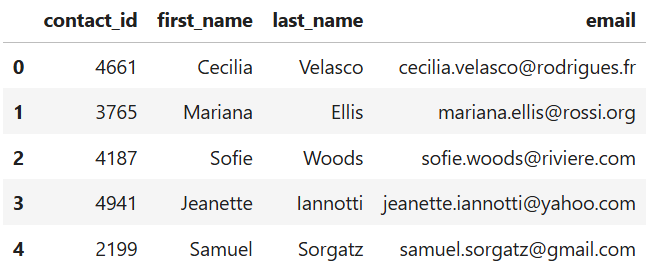 contact_id first_name last_name email
0 4661 Cecilia Velasco cecilia.velasco@rodrigues.fr
1 3765 Mariana Ellis mariana.ellis@rossi.org
2 4187 Sofie Woods sofie.woods@riviere.com
3 4941 Jeanette Iannotti jeanette.iannotti@yahoo.com
4 2199 Samuel Sorgatz samuel.sorgatz@gmail.com